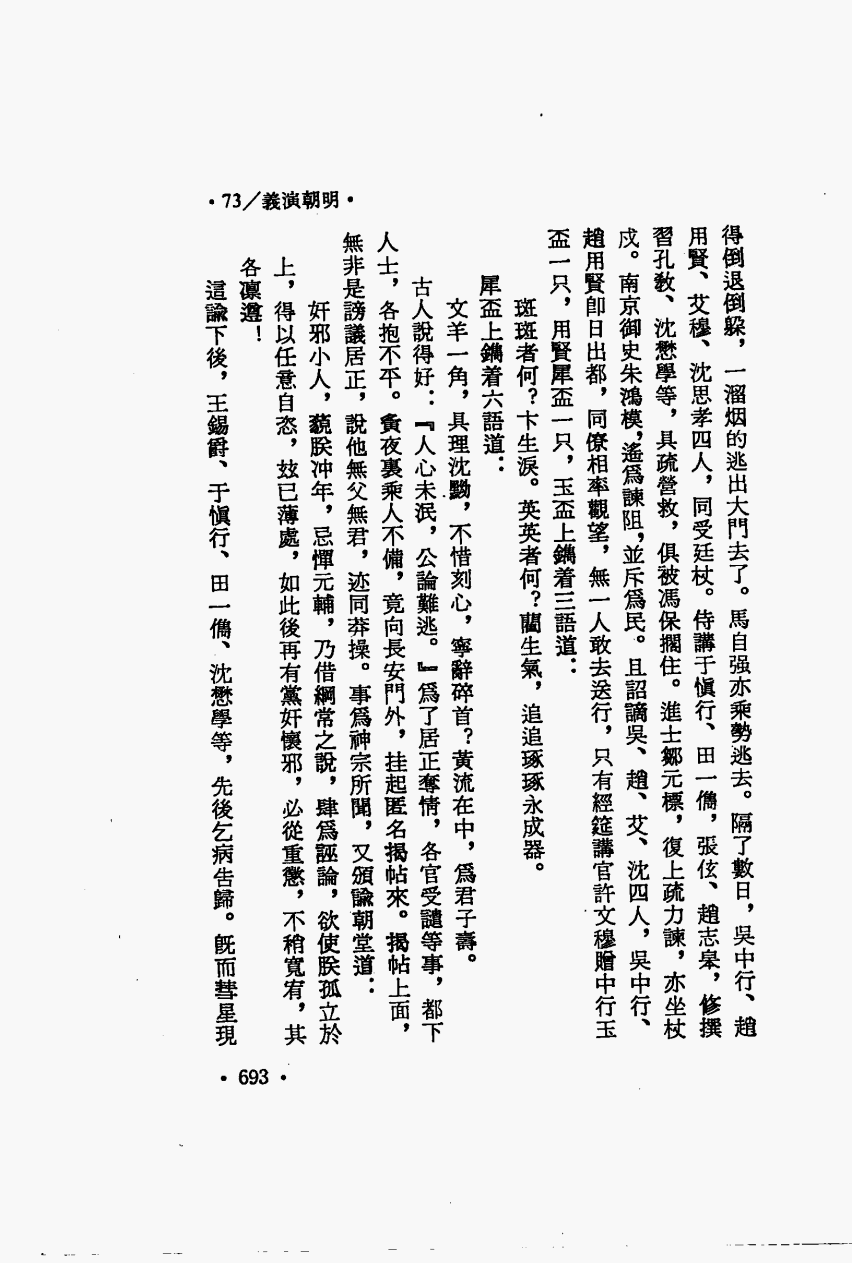 •73／義演朝明•
得倒退倒躱，一溜烟的逃出大門去了。馬自强亦乘勢逃去。隔了數日，吳中行、趙
用賢、艾穆、沈思孝四人，同受廷杖。侍講于愼行、田一儁，張伭、趙志皋，修撰
習孔敎、沈懋學等，具疏營救，俱被馮保擱住。進士鄒元標，復上疏力諫，亦坐杖
戍。南京御史朱鴻模，遙爲諫阻，並斥爲民。且詔謫吳、趙、艾、沈四人，吳中行、
趙用賢卽日出都，同僚相率觀望，無一人敢去送行，只有經筵講官許文穆贈中行玉
盃一只，用賢犀盃一只，玉盃上鐫着三語道：
斑斑者何？卞生淚。英英者何？藺生氣，追追琢琢永成器。
犀盃上鐫着六語道：
文羊一角，具理沈黝，不惜刻心，寧辭碎首？黃流在中，爲君子壽。
古人說得好：『人心未泯，公論難逃。』爲了居正奪情，各官受譴等事，都下
人士，各抱不平。夤夜裏乘人不備，竟向長安門外，挂起匿名揭帖來。揭帖上面，
無非是謗議居正，說他無父無君，迹同莽操。事爲神宗所聞，又頒諭朝堂道：
奸邪小人，藐朕冲年，忌憚元輔，乃借綱常之說，肆爲誣論，欲使朕孤立於
上，得以任意自恣，玆已薄處，如此後再有黨奸懷邪，必從重懲，不稍寬宥，其
各凛遵！
這諭下後，王錫爵、于愼行、田一儁、沈懋學等，先後乞病告歸。旣而彗星現
•693•